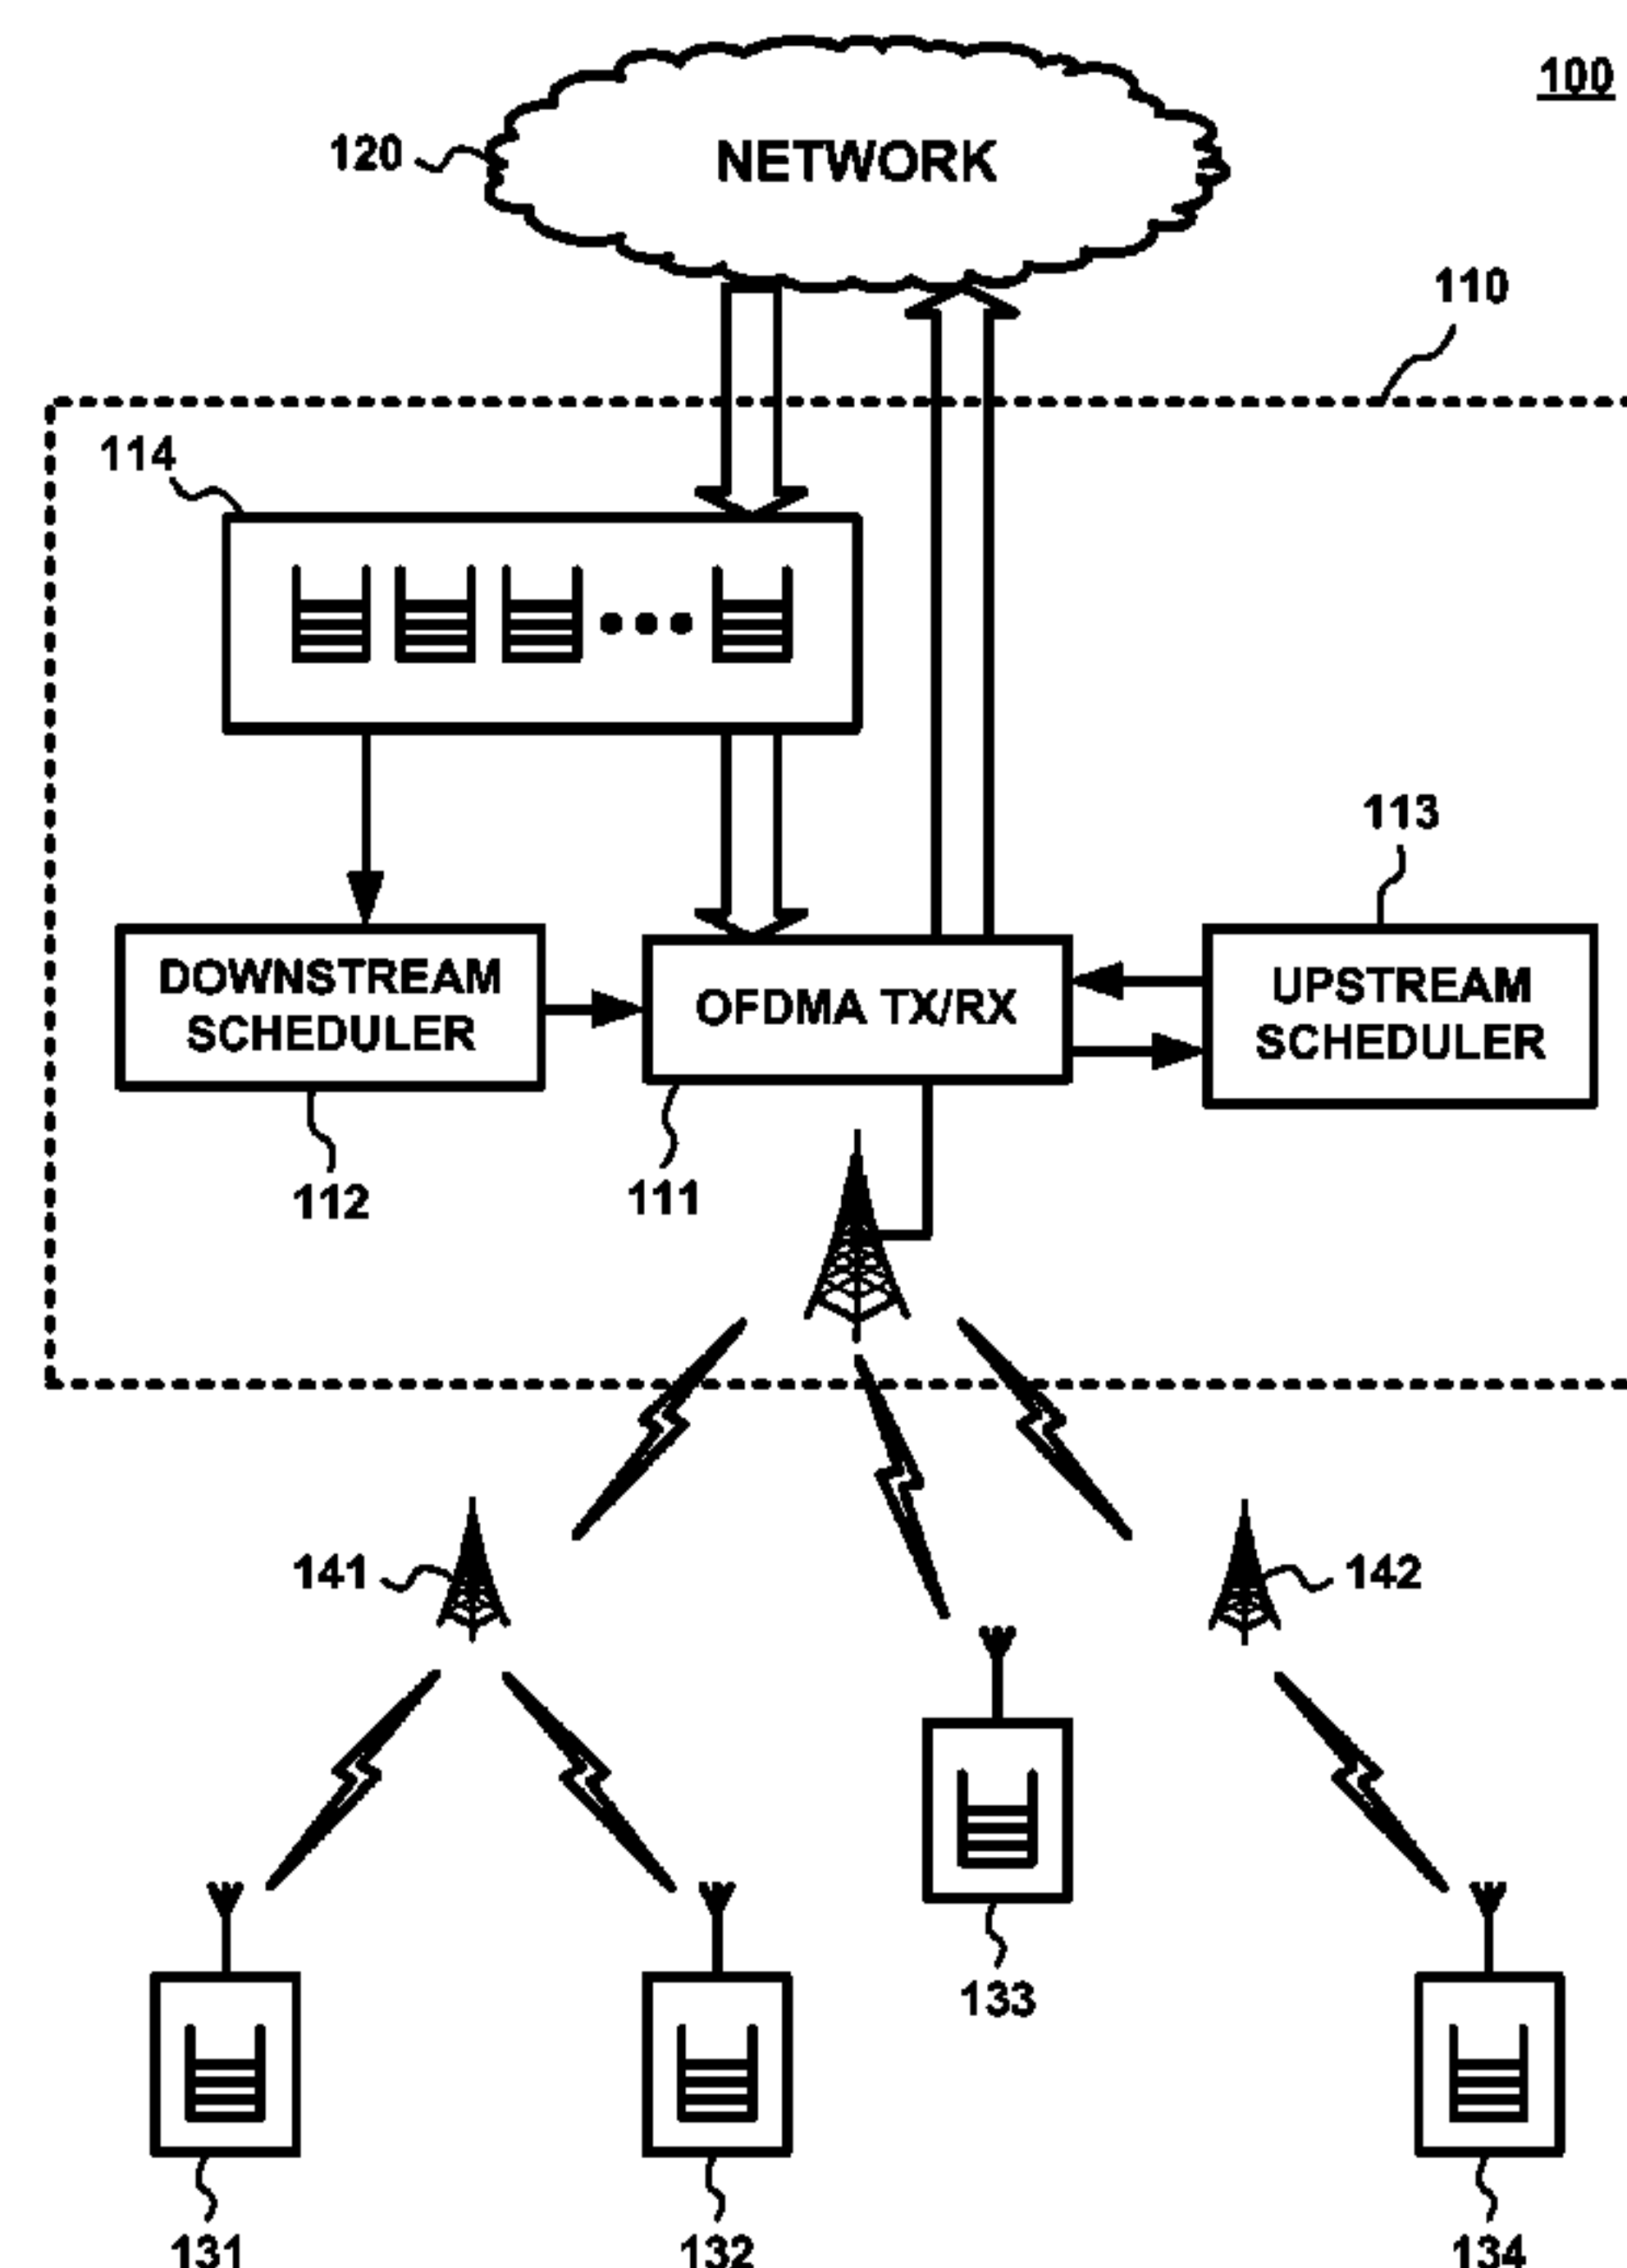 100
120
NETWORK
110
114
113
DOWNSTREAM
SCHEDULER
OFDMA TX/RX
UPSTREAM
SCHEDULER
112
111
141
142
133
131
132
134